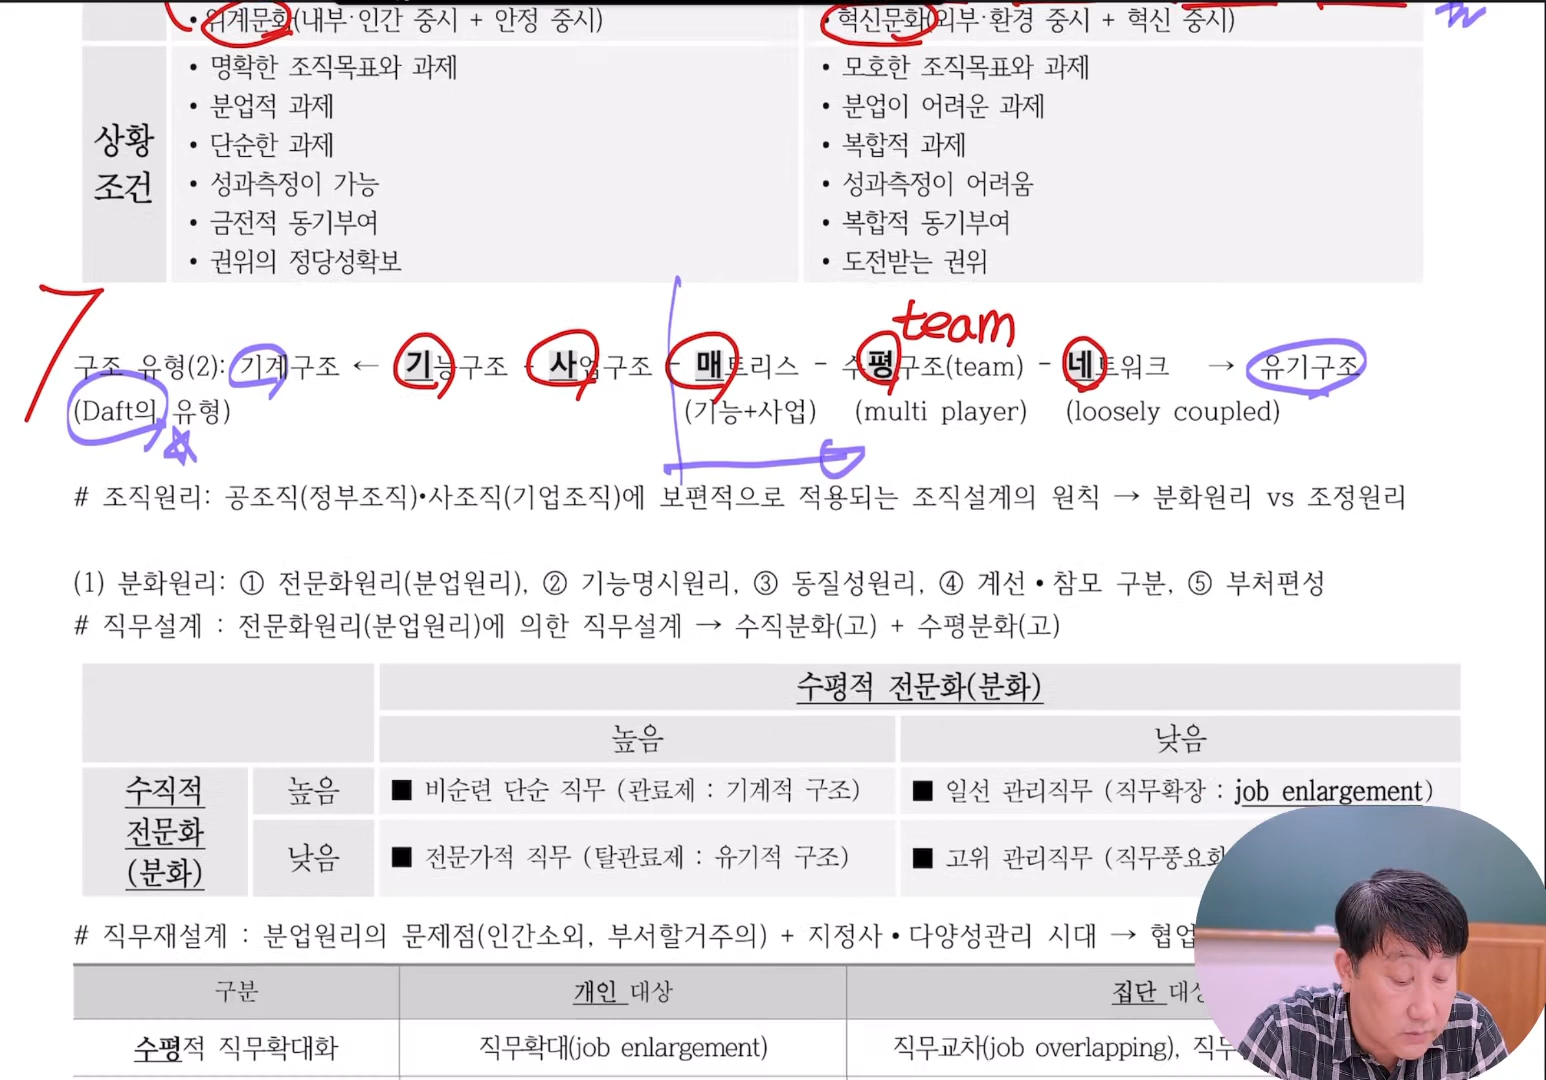 • 위계문화(내부·인간 중시 + 안정 중시)
• 혁신문화(외부·환경 중시 + 혁신 중시)
상황
조건
• 명확한 조직목표와 과제
• 분업적 과제
• 단순한 과제
• 성과측정이 가능
• 금전적 동기부여
• 권위의 정당성확보
• 모호한 조직목표와 과제
• 분업이 어려운 과제
• 복합적 과제
• 성과측정이 어려움
• 복합적 동기부여
• 도전받는 권위
team
구조 유형(2): 기계구조 ← 기능구조 - 사업구조 - 매트리스 - 수평구조(team) - 네트워크 → 유기구조
(Daft의 유형) (기능+사업) (multi player) (loosely coupled)
# 조직원리: 공조직(정부조직)•사조직(기업조직)에 보편적으로 적용되는 조직설계의 원칙 → 분화원리 vs 조정원리
(1) 분화원리: ① 전문화원리(분업원리), ② 기능명시원리, ③ 동질성원리, ④ 계선•참모 구분, ⑤ 부처편성
# 직무설계 : 전문화원리(분업원리)에 의한 직무설계 → 수직분화(고) + 수평분화(고)
수평적 전문화(분화)
높음 낮음
수직적
전문화
(분화)
높음
■ 비숙련 단순 직무 (관료제 : 기계적 구조)
■ 일선 관리직무 (직무확장 : job enlargement)
낮음
■ 전문가적 직무 (탈관료제 : 유기적 구조)
■ 고위 관리직무 (직무풍요화
# 직무재설계 : 분업원리의 문제점(인간소외, 부서할거주의) + 지정사•다양성관리 시대 → 협업
구분 개인 대상 집단 대상
수평적 직무확대화 직무확대(job enlargement) 직무교차(job overlapping), 직무